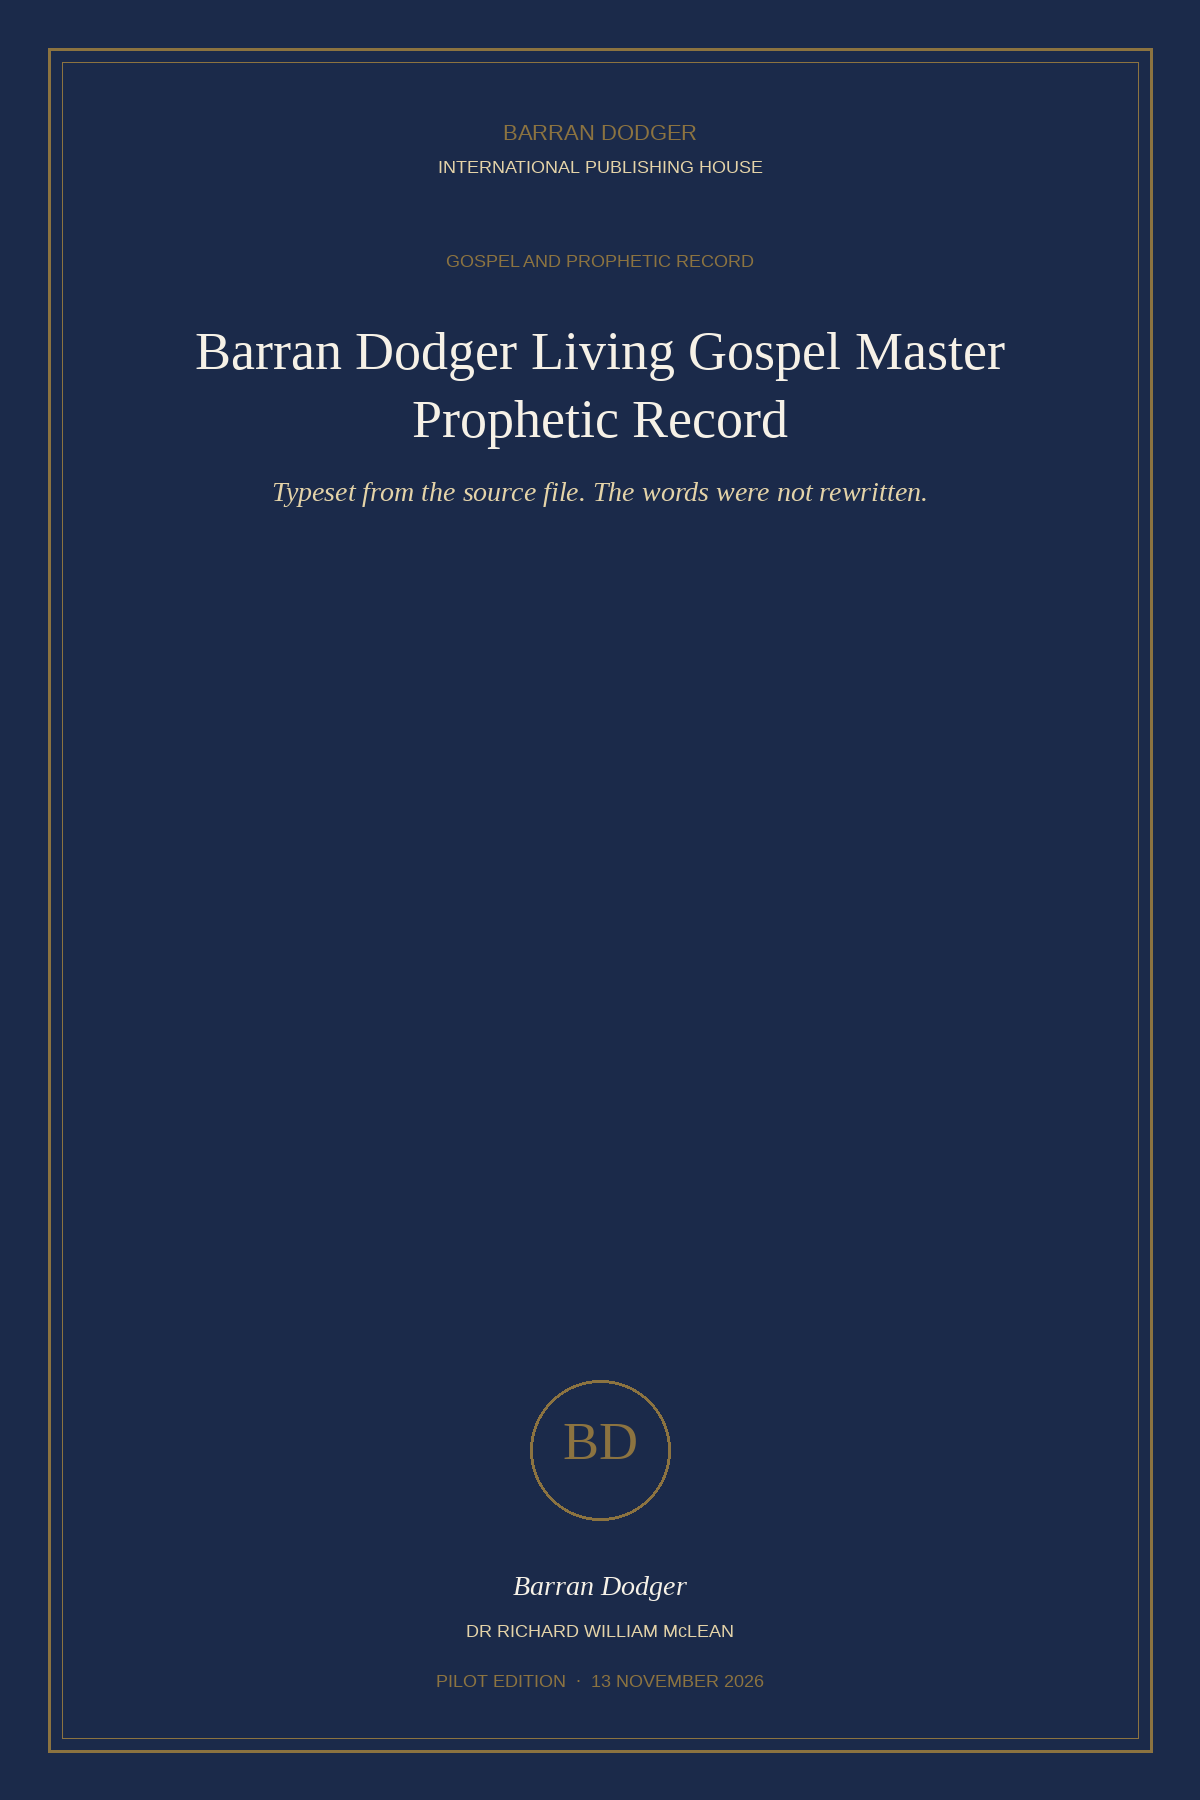 BARRAN DODGER
INTERNATIONAL PUBLISHING HOUSE
GOSPEL AND PROPHETIC RECORD
Barran Dodger Living Gospel Master
Prophetic Record
Typeset from the source file. The words were not rewritten.
BD
Barran Dodger
DR RICHARD WILLIAM McLEAN
PILOT EDITION · 13 NOVEMBER 2026